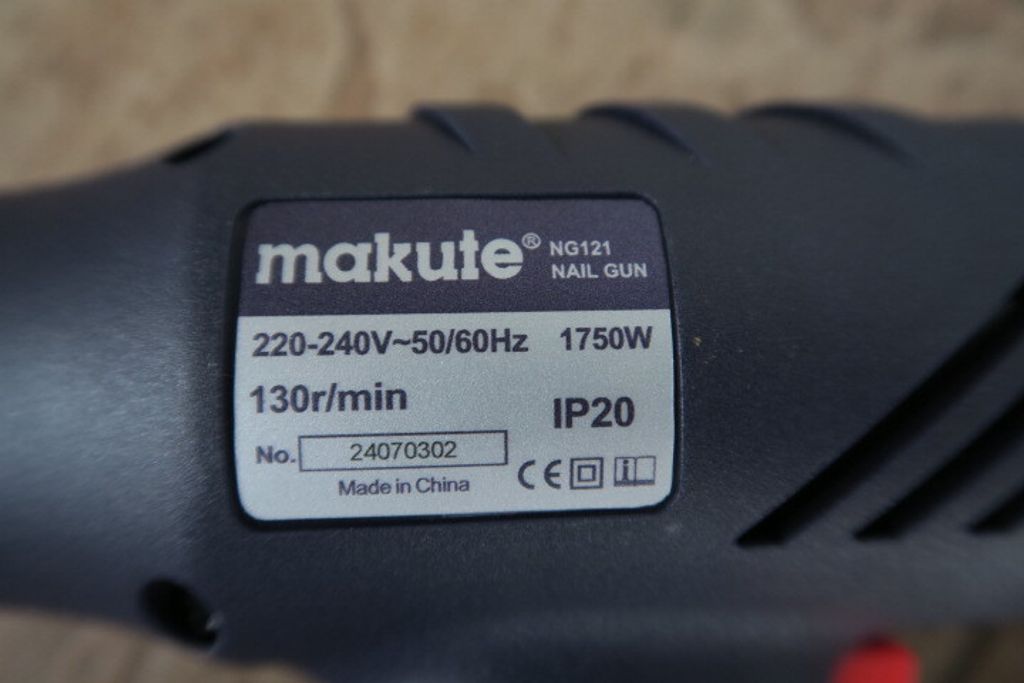 makute® NG121
NAIL GUN
220-240V~50/60Hz 1750W
130r/min
IP20
No. 24070302
Made in China
CE